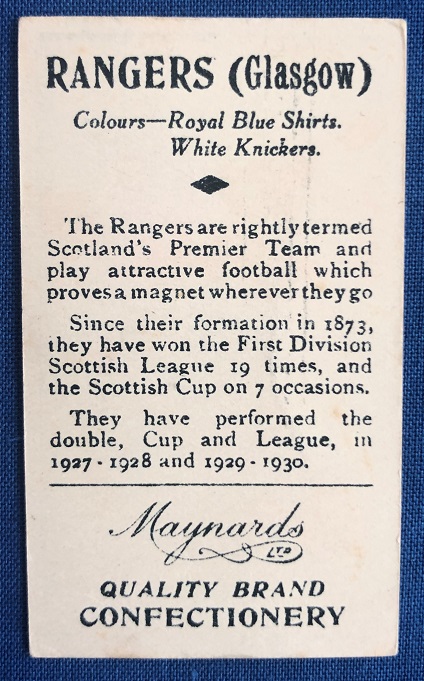 RANGERS (Glasgow)
Colours—Royal Blue Shirts.
White Knickers.
The Rangers are rightly termed
Scotland's Premier Team and
play attractive football which
proves a magnet wherever they go
Since their formation in 1873,
they have won the First Division
Scottish League 19 times, and
the Scottish Cup on 7 occasions.
They have performed the
double, Cup and League, in
1927-1928 and 1929-1930.
Maynards
LTD
QUALITY BRAND
CONFECTIONERY